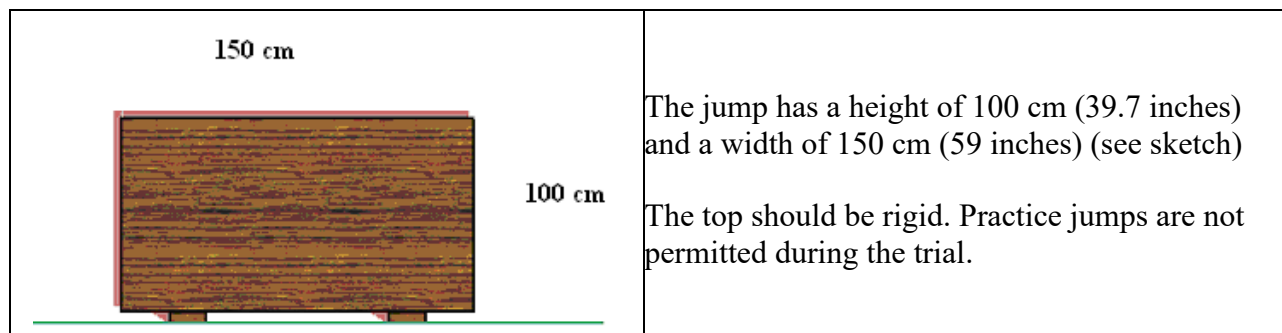 150 cm
100 cm
The jump has a height of 100 cm (39.7 inches)
and a width of 150 cm (59 inches) (see sketch)
The top should be rigid. Practice jumps are not
permitted during the trial.